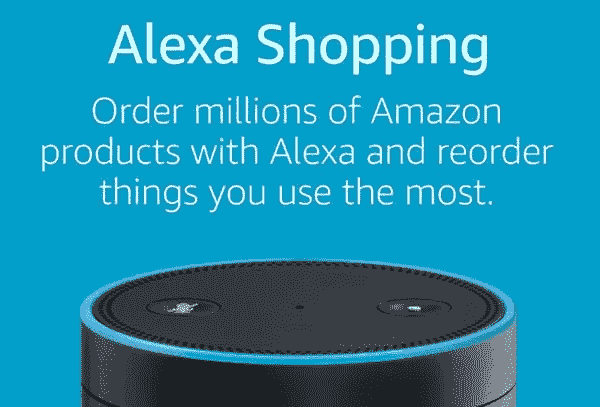 Alexa Shopping
Order millions of Amazon
products with Alexa and reorder
things you use the most.